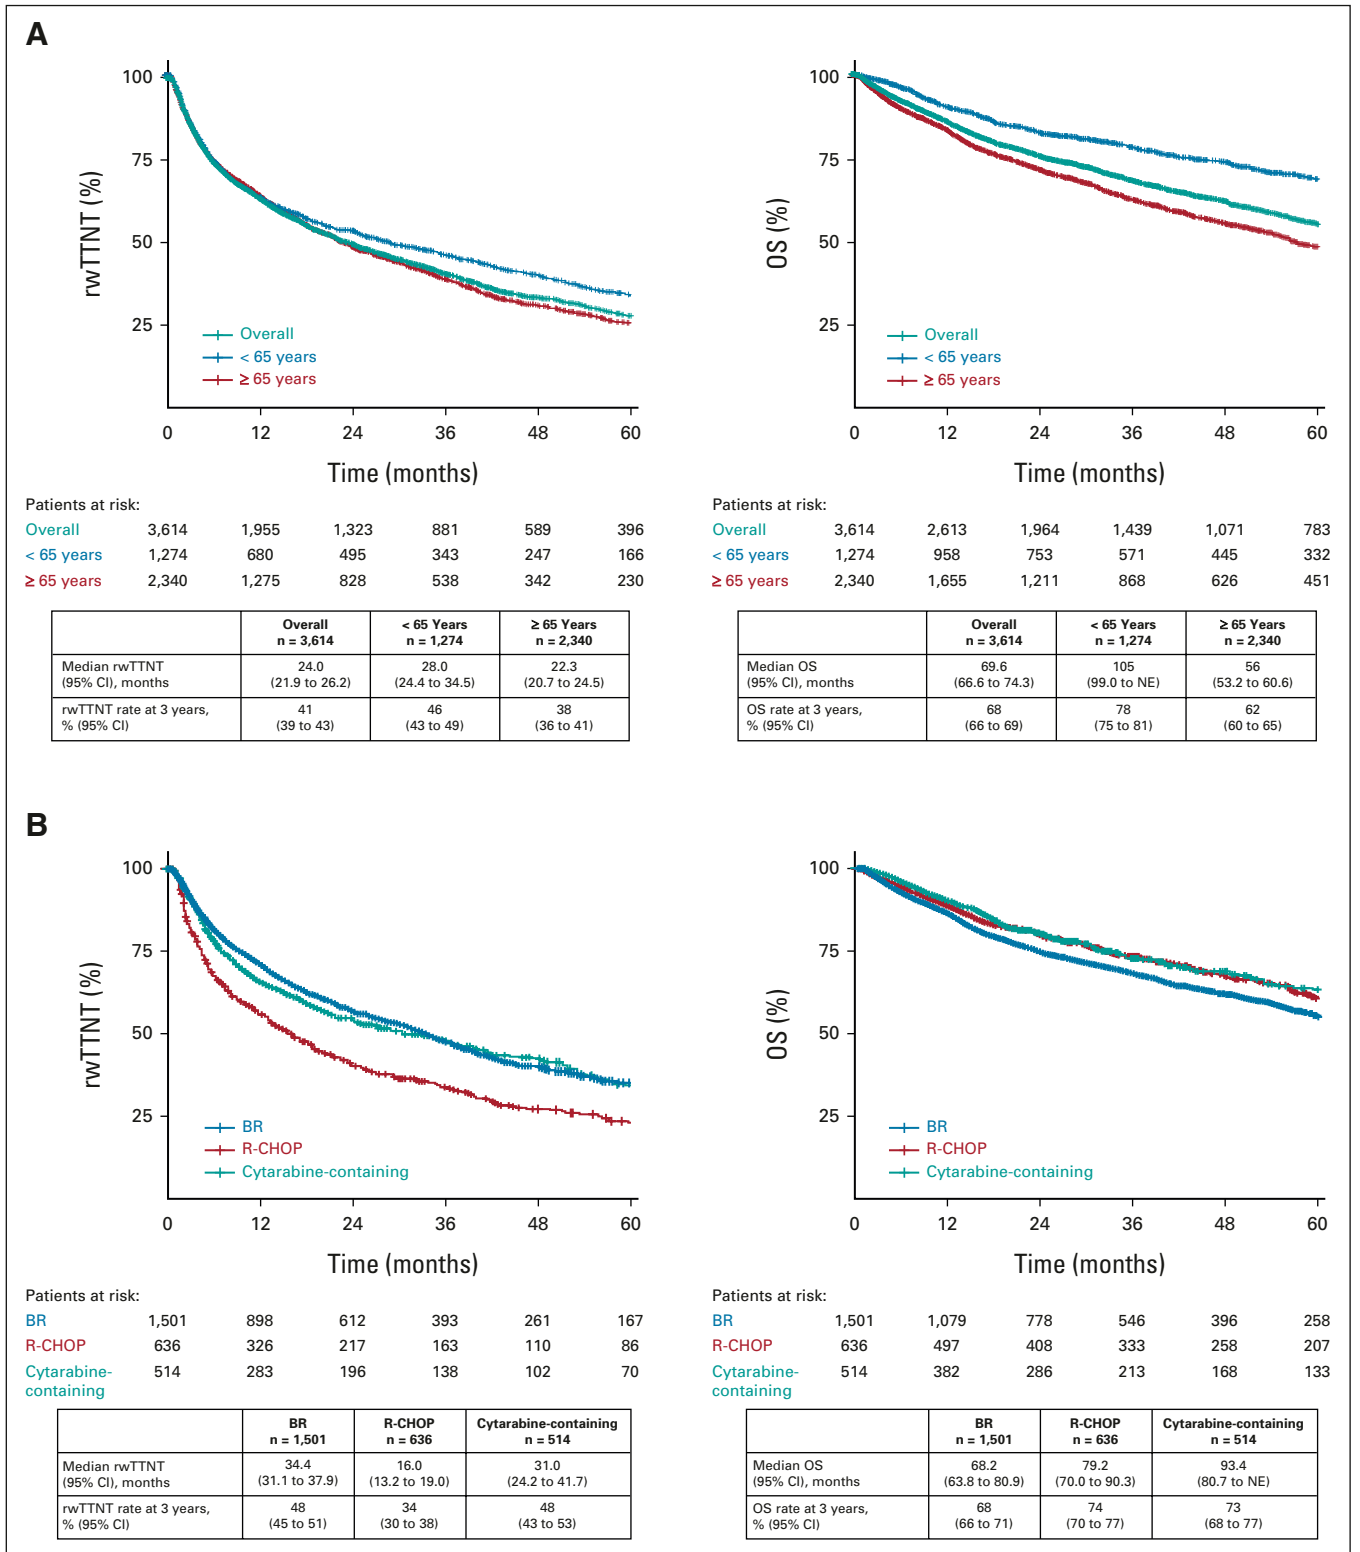 A
100
75
50
25
rwTTNT (%)
Overall
< 65 years
≥ 65 years
0 12 24 36 48 60
Time (months)
Patients at risk:
Overall 3,614 1,955 1,323 881 589 396
< 65 years 1,274 680 495 343 247 166
≥ 65 years 2,340 1,275 828 538 342 230
Overall < 65 Years ≥ 65 Years
n = 3,614 n = 1,274 n = 2,340
Median rwTTNT 24.0 28.0 22.3
(95% CI), months (21.9 to 26.2) (24.4 to 34.5) (20.7 to 24.5)
rwTTNT rate at 3 years, 41 46 38
% (95% CI) (39 to 43) (43 to 49) (36 to 41)
100
75
50
25
OS (%)
Overall
< 65 years
≥ 65 years
0 12 24 36 48 60
Time (months)
Patients at risk:
Overall 3,614 2,613 1,964 1,439 1,071 783
< 65 years 1,274 958 753 571 445 332
≥ 65 years 2,340 1,655 1,211 868 626 451
Overall < 65 Years ≥ 65 Years
n = 3,614 n = 1,274 n = 2,340
Median OS 69.6 105 56
(95% CI), months (66.6 to 74.3) (99.0 to NE) (53.2 to 60.6)
OS rate at 3 years, 68 78 62
% (95% CI) (66 to 69) (75 to 81) (60 to 65)
B
100
75
50
25
rwTTNT (%)
BR
R-CHOP
Cytarabine-containing
0 12 24 36 48 60
Time (months)
Patients at risk:
BR 1,501 898 612 393 261 167
R-CHOP 636 326 217 163 110 86
Cytarabine- 514 283 196 138 102 70
containing
BR R-CHOP Cytarabine-containing
n = 1,501 n = 636 n = 514
Median rwTTNT 34.4 16.0 31.0
(95% CI), months (31.1 to 37.9) (13.2 to 19.0) (24.2 to 41.7)
rwTTNT rate at 3 years, 48 34 48
% (95% CI) (45 to 51) (30 to 38) (43 to 53)
100
75
50
25
OS (%)
BR
R-CHOP
Cytarabine-containing
0 12 24 36 48 60
Time (months)
Patients at risk:
BR 1,501 1,079 778 546 396 258
R-CHOP 636 497 408 333 258 207
Cytarabine- 514 382 286 213 168 133
containing
BR R-CHOP Cytarabine-containing
n = 1,501 n = 636 n = 514
Median OS 68.2 79.2 93.4
(95% CI), months (63.8 to 80.9) (70.0 to 90.3) (80.7 to NE)
OS rate at 3 years, 68 74 73
% (95% CI) (66 to 71) (70 to 77) (68 to 77)